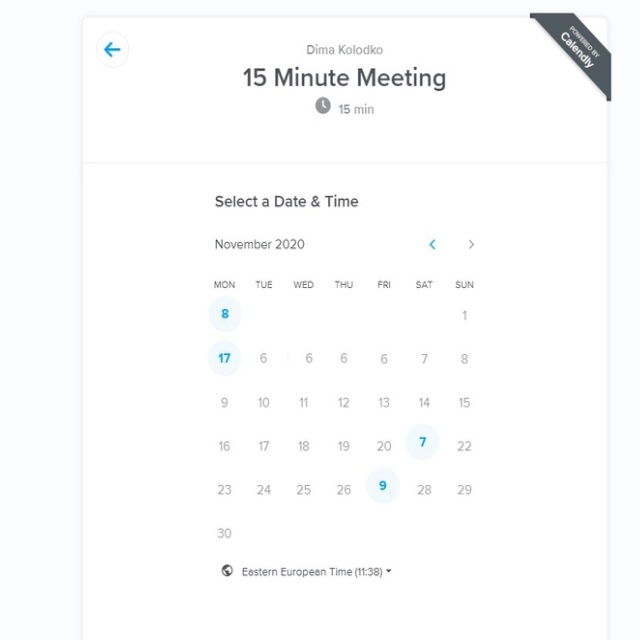 Dima Kolodko
POWERED BY
Calendly
15 Minute Meeting
15 min
Select a Date & Time
November 2020
MON TUE WED THU FRI SAT SUN
8 1
17 6 6 6 6 7 8
9 10 11 12 13 14 15
16 17 18 19 20 7 22
23 24 25 26 9 28 29
30
Eastern European Time (11:38)